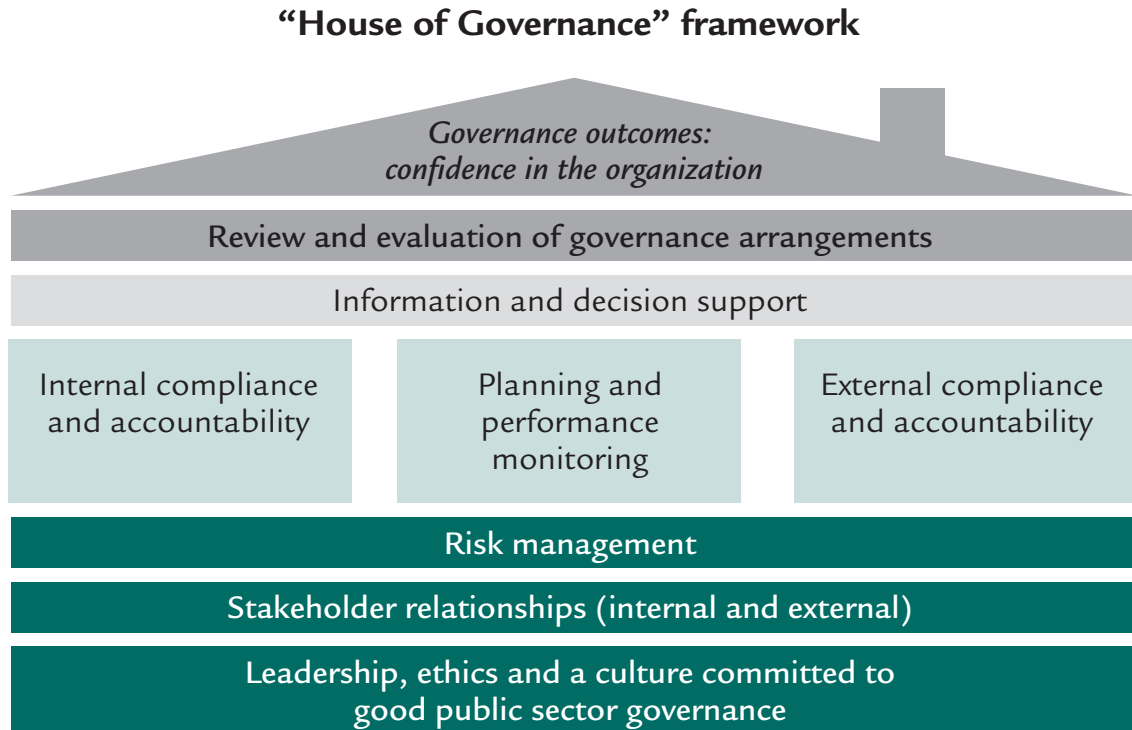 “House of Governance” framework
Governance outcomes:
confidence in the organization
Review and evaluation of governance arrangements
Information and decision support
Internal compliance
and accountability
Planning and
performance
monitoring
External compliance
and accountability
Risk management
Stakeholder relationships (internal and external)
Leadership, ethics and a culture committed to
good public sector governance